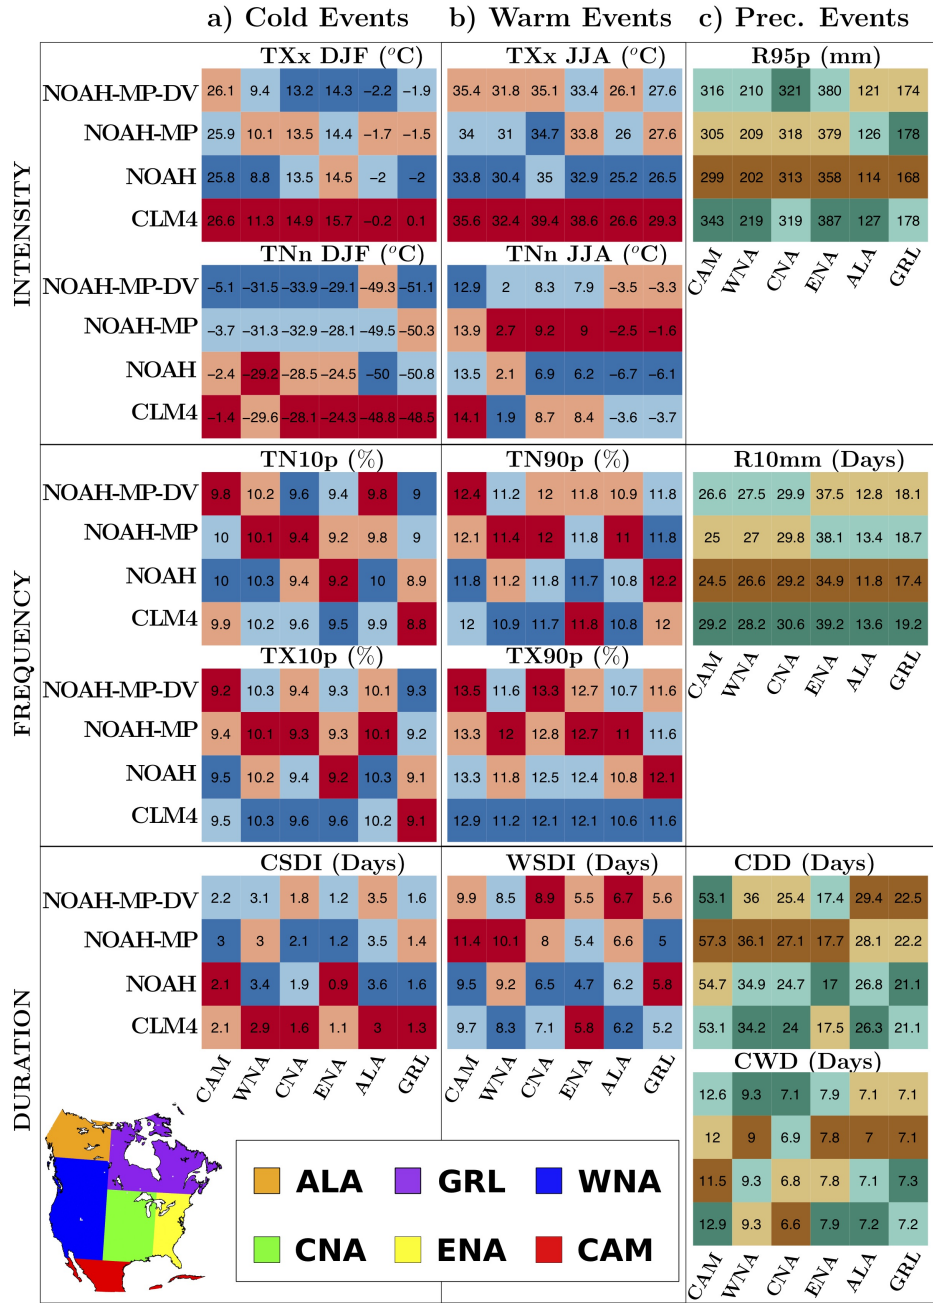 a) Cold Events b) Warm Events c) Prec. Events
TXx DJF (°C) TXx JJA (°C) R95p (mm)
NOAH-MP-DV 26.1 9.4 13.2 14.3 −2.2 −1.9 35.4 31.8 35.1 33.4 26.1 27.6 316 210 321 380 121 174
NOAH-MP 25.9 10.1 13.5 14.4 −1.7 −1.5 34 31 34.7 33.8 26 27.6 305 209 318 379 126 178
NOAH 25.8 8.8 13.5 14.5 −2 −2 33.8 30.4 35 32.9 25.2 26.5 299 202 313 358 114 168
CLM4 26.6 11.3 14.9 15.7 −0.2 0.1 35.6 32.4 39.4 38.6 26.6 29.3 343 219 319 387 127 178
CAM WNA CNA ENA ALA GRL
INTENSITY
TNn DJF (°C) TNn JJA (°C)
NOAH-MP-DV −5.1 −31.5 −33.9 −29.1 −49.3 −51.1 12.9 2 8.3 7.9 −3.5 −3.3
NOAH-MP −3.7 −31.3 −32.9 −28.1 −49.5 −50.3 13.9 2.7 9.2 9 −2.5 −1.6
NOAH −2.4 −29.2 −28.5 −24.5 −50 −50.8 13.5 2.1 6.9 6.2 −6.7 −6.1
CLM4 −1.4 −29.6 −28.1 −24.3 −48.8 −48.5 14.1 1.9 8.7 8.4 −3.6 −3.7
TN10p (%) TN90p (%) R10mm (Days)
NOAH-MP-DV 9.8 10.2 9.6 9.4 9.8 9 12.4 11.2 12 11.8 10.9 11.8 26.6 27.5 29.9 37.5 12.8 18.1
NOAH-MP 10 10.1 9.4 9.2 9.8 9 12.1 11.4 12 11.8 11 11.8 25 27 29.8 38.1 13.4 18.7
NOAH 10 10.3 9.4 9.2 10 8.9 11.8 11.2 11.8 11.7 10.8 12.2 24.5 26.6 29.2 34.9 11.8 17.4
CLM4 9.9 10.2 9.6 9.5 9.9 8.8 12 10.9 11.7 11.8 10.8 12 29.2 28.2 30.6 39.2 13.6 19.2
CAM WNA CNA ENA ALA GRL
FREQUENCY
TX10p (%) TX90p (%)
NOAH-MP-DV 9.2 10.3 9.4 9.3 10.1 9.3 13.5 11.6 13.3 12.7 10.7 11.6
NOAH-MP 9.4 10.1 9.3 9.3 10.1 9.2 13.3 12 12.8 12.7 11 11.6
NOAH 9.5 10.2 9.4 9.2 10.3 9.1 13.3 11.8 12.5 12.4 10.8 12.1
CLM4 9.5 10.3 9.6 9.6 10.2 9.1 12.9 11.2 12.1 12.1 10.6 11.6
CSDI (Days) WSDI (Days) CDD (Days)
NOAH-MP-DV 2.2 3.1 1.8 1.2 3.5 1.6 9.9 8.5 8.9 5.5 6.7 5.6 53.1 36 25.4 17.4 29.4 22.5
NOAH-MP 3 3 2.1 1.2 3.5 1.4 11.4 10.1 8 5.4 6.6 5 57.3 36.1 27.1 17.7 28.1 22.2
NOAH 2.1 3.4 1.9 0.9 3.6 1.6 9.5 9.2 6.5 4.7 6.2 5.8 54.7 34.9 24.7 17 26.8 21.1
CLM4 2.1 2.9 1.6 1.1 3 1.3 9.7 8.3 7.1 5.8 6.2 5.2 53.1 34.2 24 17.5 26.3 21.1
CAM WNA CNA ENA ALA GRL CAM WNA CNA ENA ALA GRL
DURATION
CWD (Days)
12.6 9.3 7.1 7.9 7.1 7.1
12 9 6.9 7.8 7 7.1
11.5 9.3 6.8 7.8 7.1 7.3
12.9 9.3 6.6 7.9 7.2 7.2
CAM WNA CNA ENA ALA GRL
ALA GRL WNA
CNA ENA CAM